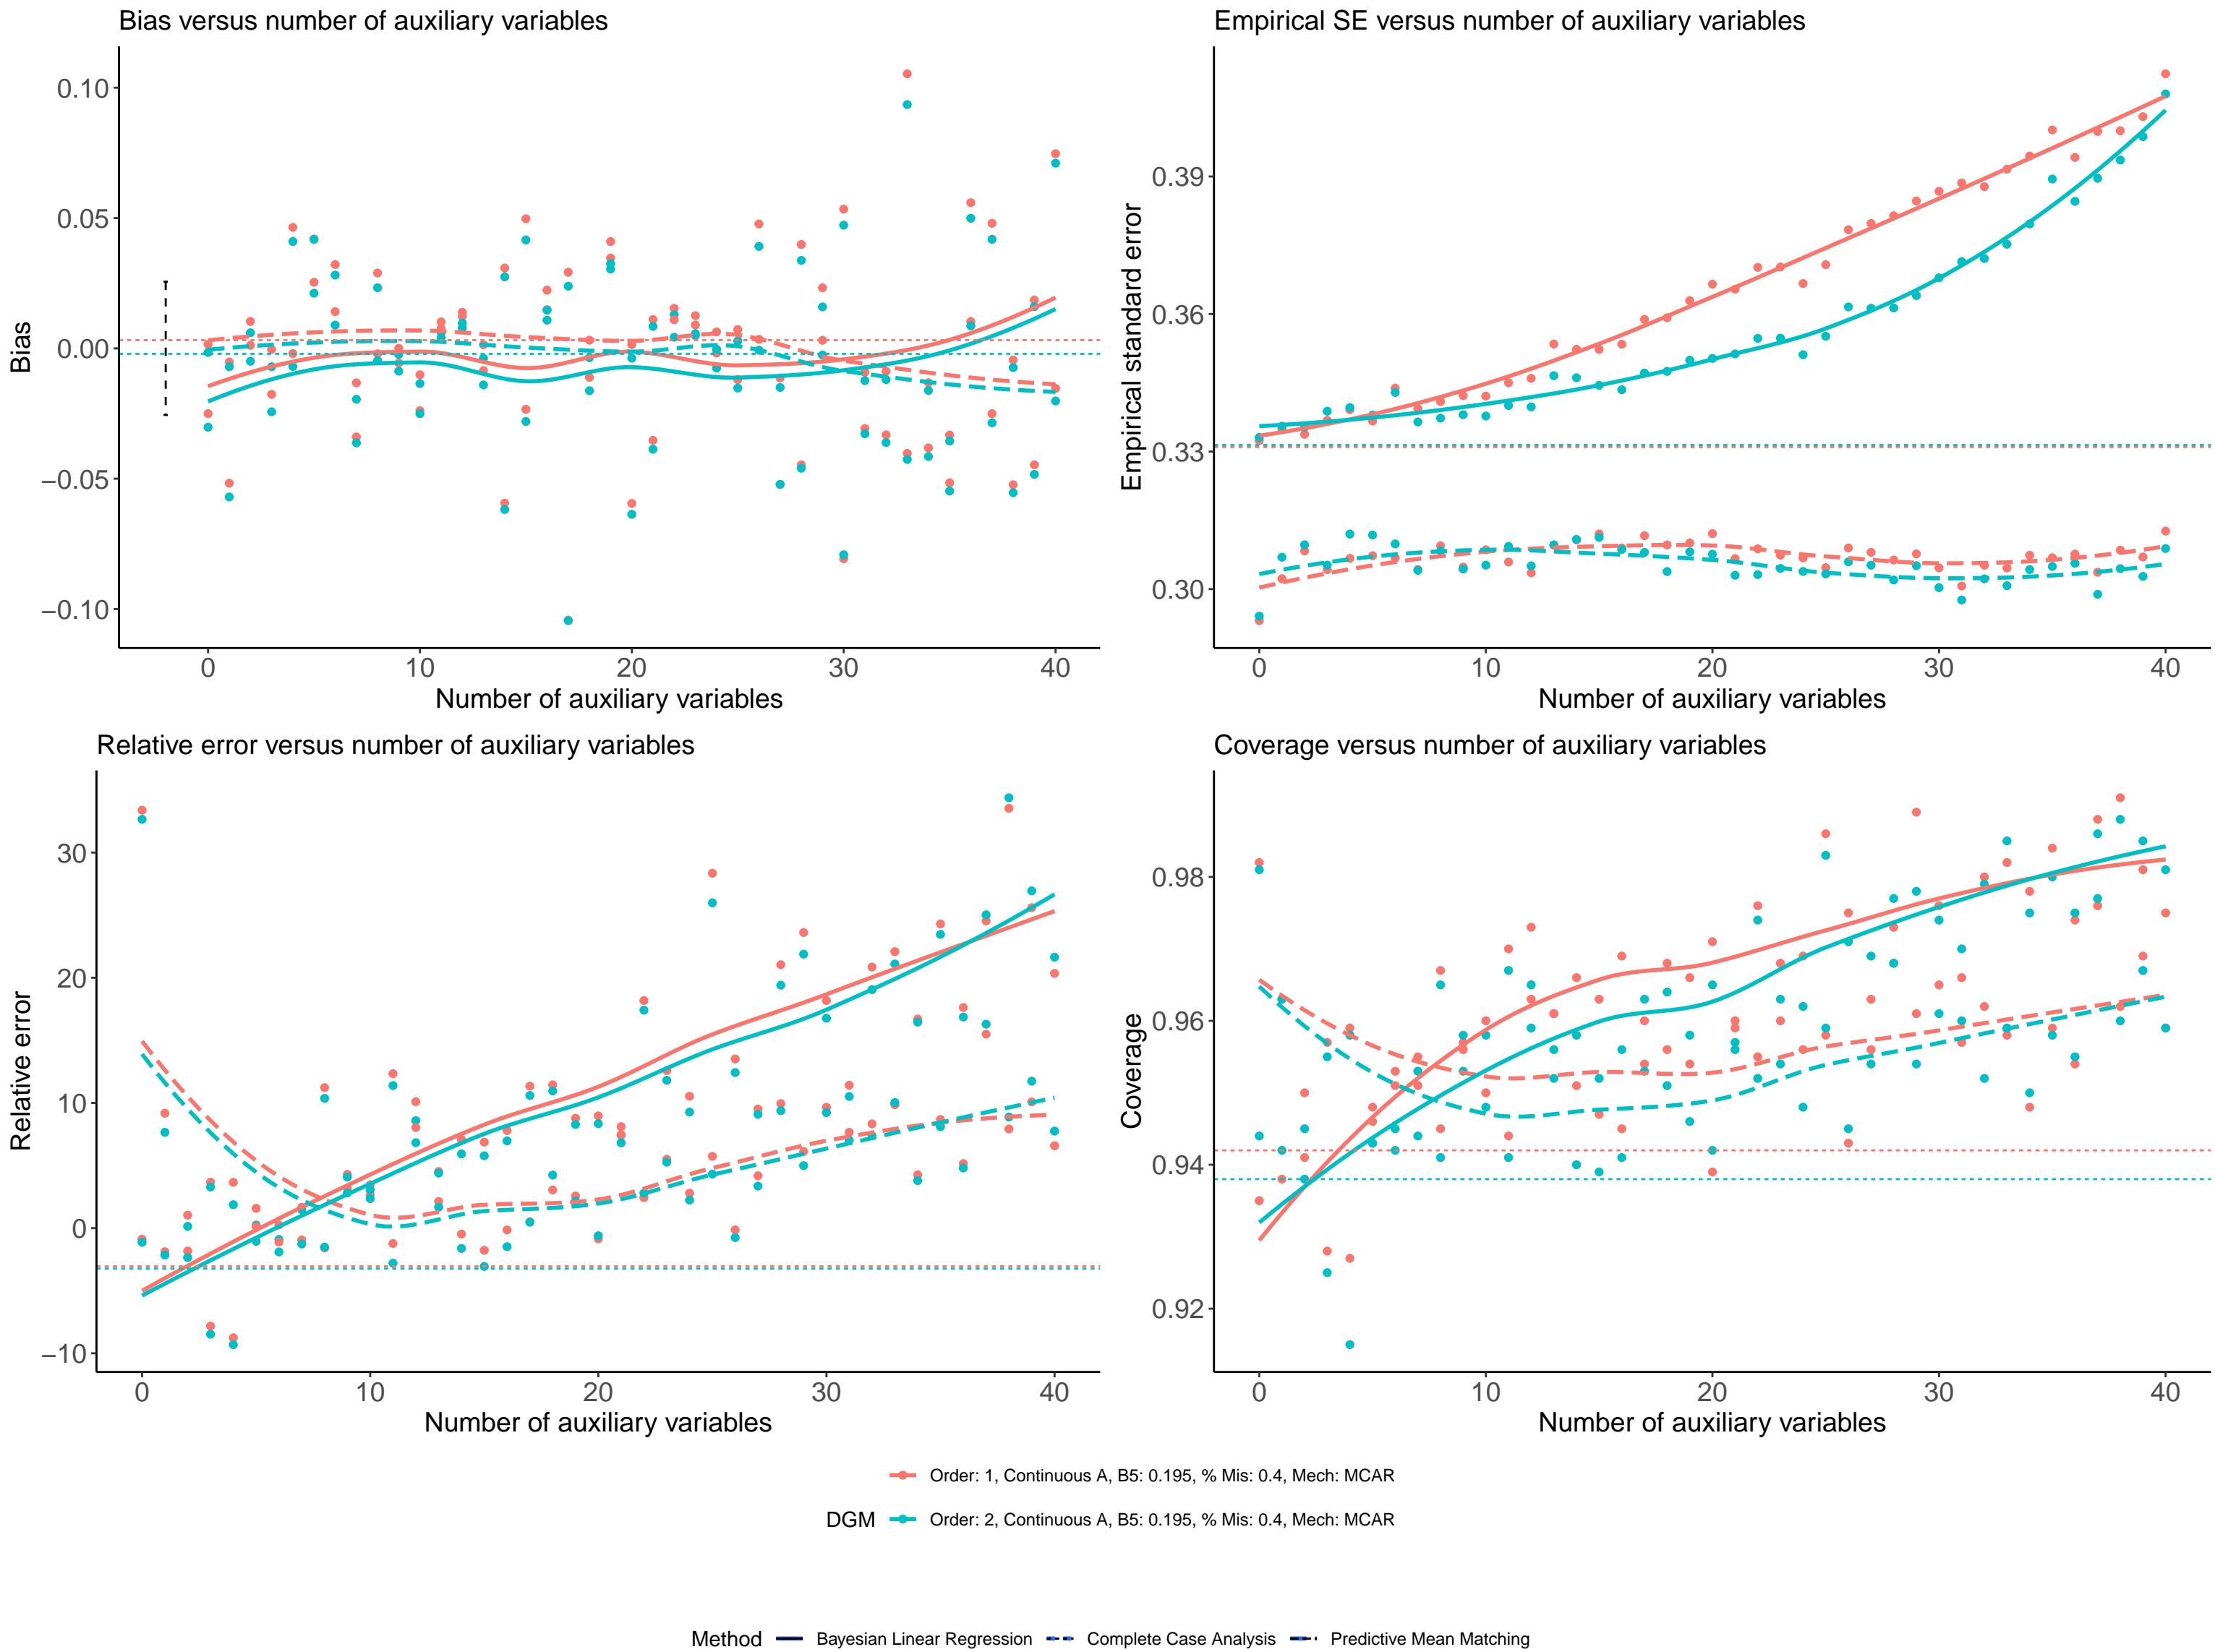 Bias versus number of auxiliary variables
0.10
0.05
0.00
−0.05
−0.10
Bias
0 10 20 30 40
Number of auxiliary variables
Empirical SE versus number of auxiliary variables
0.39
0.36
0.33
0.30
Empirical standard error
0 10 20 30 40
Number of auxiliary variables
Relative error versus number of auxiliary variables
30
20
10
0
−10
Relative error
0 10 20 30 40
Number of auxiliary variables
Coverage versus number of auxiliary variables
0.98
0.96
0.94
0.92
Coverage
0 10 20 30 40
Number of auxiliary variables
Order: 1, Continuous A, B5: 0.195, % Mis: 0.4, Mech: MCAR
DGM Order: 2, Continuous A, B5: 0.195, % Mis: 0.4, Mech: MCAR
Method Bayesian Linear Regression Complete Case Analysis Predictive Mean Matching